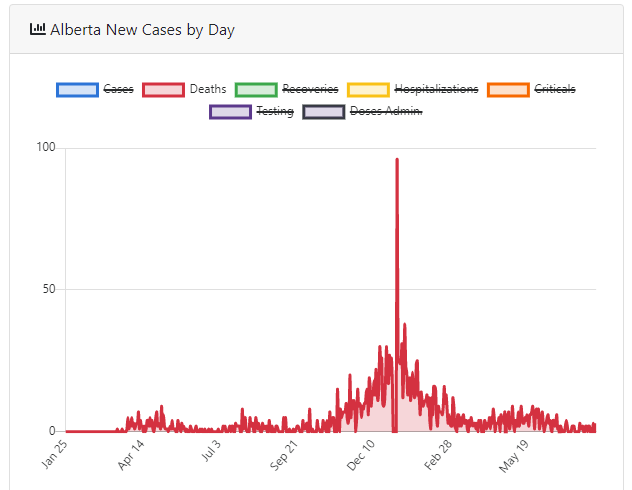 Alberta New Cases by Day
Cases Deaths Recoveries Hospitalizations Criticals
Testing Doses Admin.
100
50
0
Jan 25 Apr 14 Jul 3 Sep 21 Dec 10 Feb 28 May 19